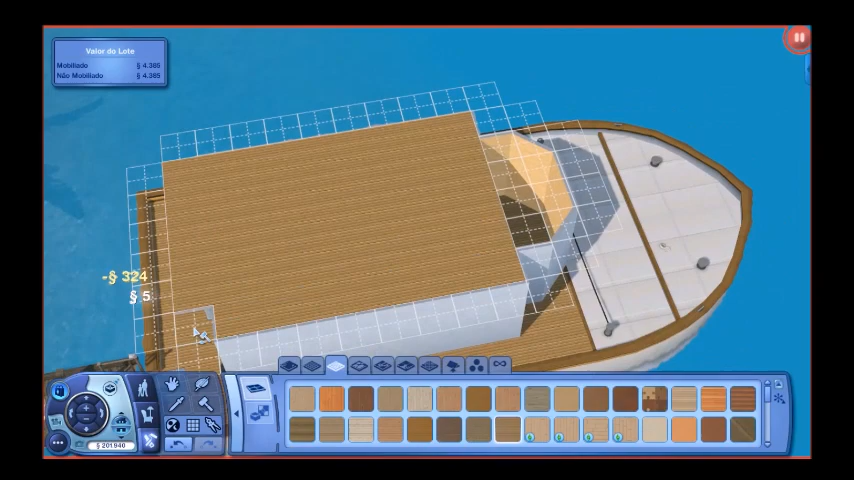 Valor do Lote
Mobiliado § 4.385
Não Mobiliado § 4.385
-§ 324
§ 5
§ 201940